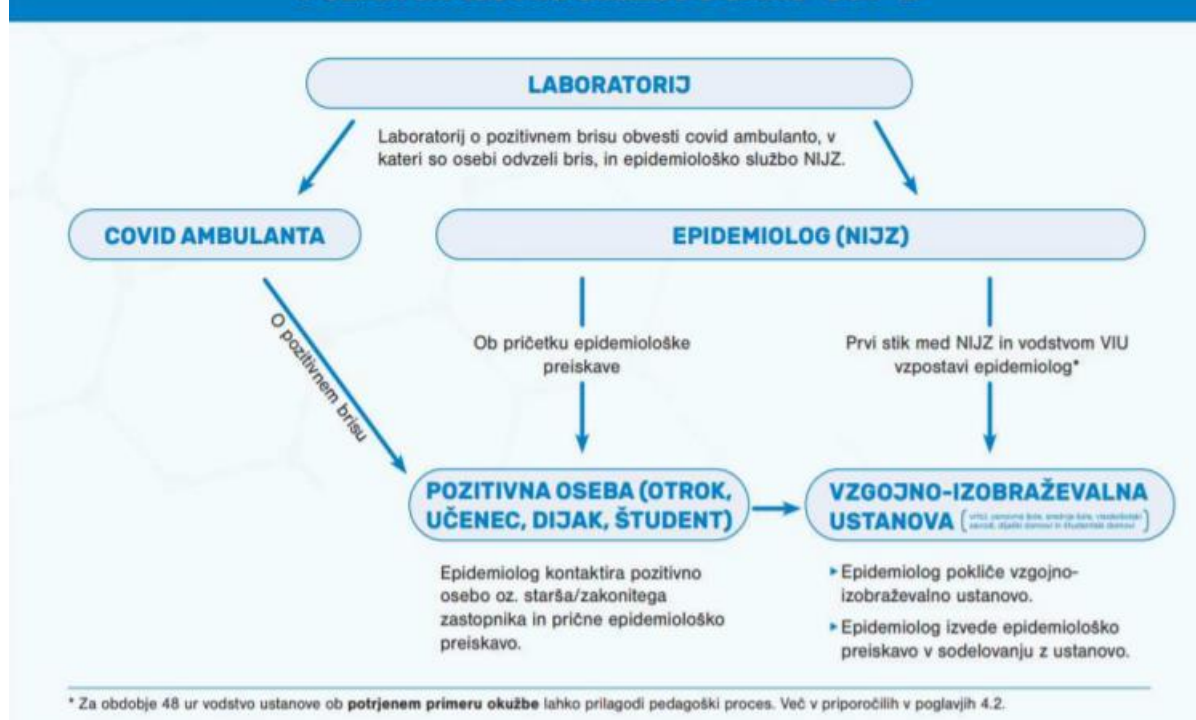 LABORATORIJ
Laboratorij o pozitivnem brisu obvesti covid ambulanto, v
kateri so osebi odvzeli bris, in epidemiološko službo NIJZ.
COVID AMBULANTA
EPIDEMIOLOG (NIJZ)
O pozitivnem brisu
Ob pričetku epidemiološke
preiskave
Prvi stik med NIJZ in vodstvom VIU
vzpostavi epidemiolog*
POZITIVNA OSEBA (OTROK,
UČENEC, DIJAK, ŠTUDENT)
VZGOJNO-IZOBRAŽEVALNA
USTANOVA
Epidemiolog kontaktira pozitivno
osebo oz. starša/zakonitega
zastopnika in prične epidemiološko
preiskavo.
▸ Epidemiolog pokliče vzgojno-
izobraževalno ustanovo.
▸ Epidemiolog izvede epidemiološko
preiskavo v sodelovanju z ustanovo.
* Za obdobje 48 ur vodstvo ustanove ob potrjenem primeru okužbe lahko prilagodi pedagoški proces. Več v priporočilih v poglavjih 4.2.